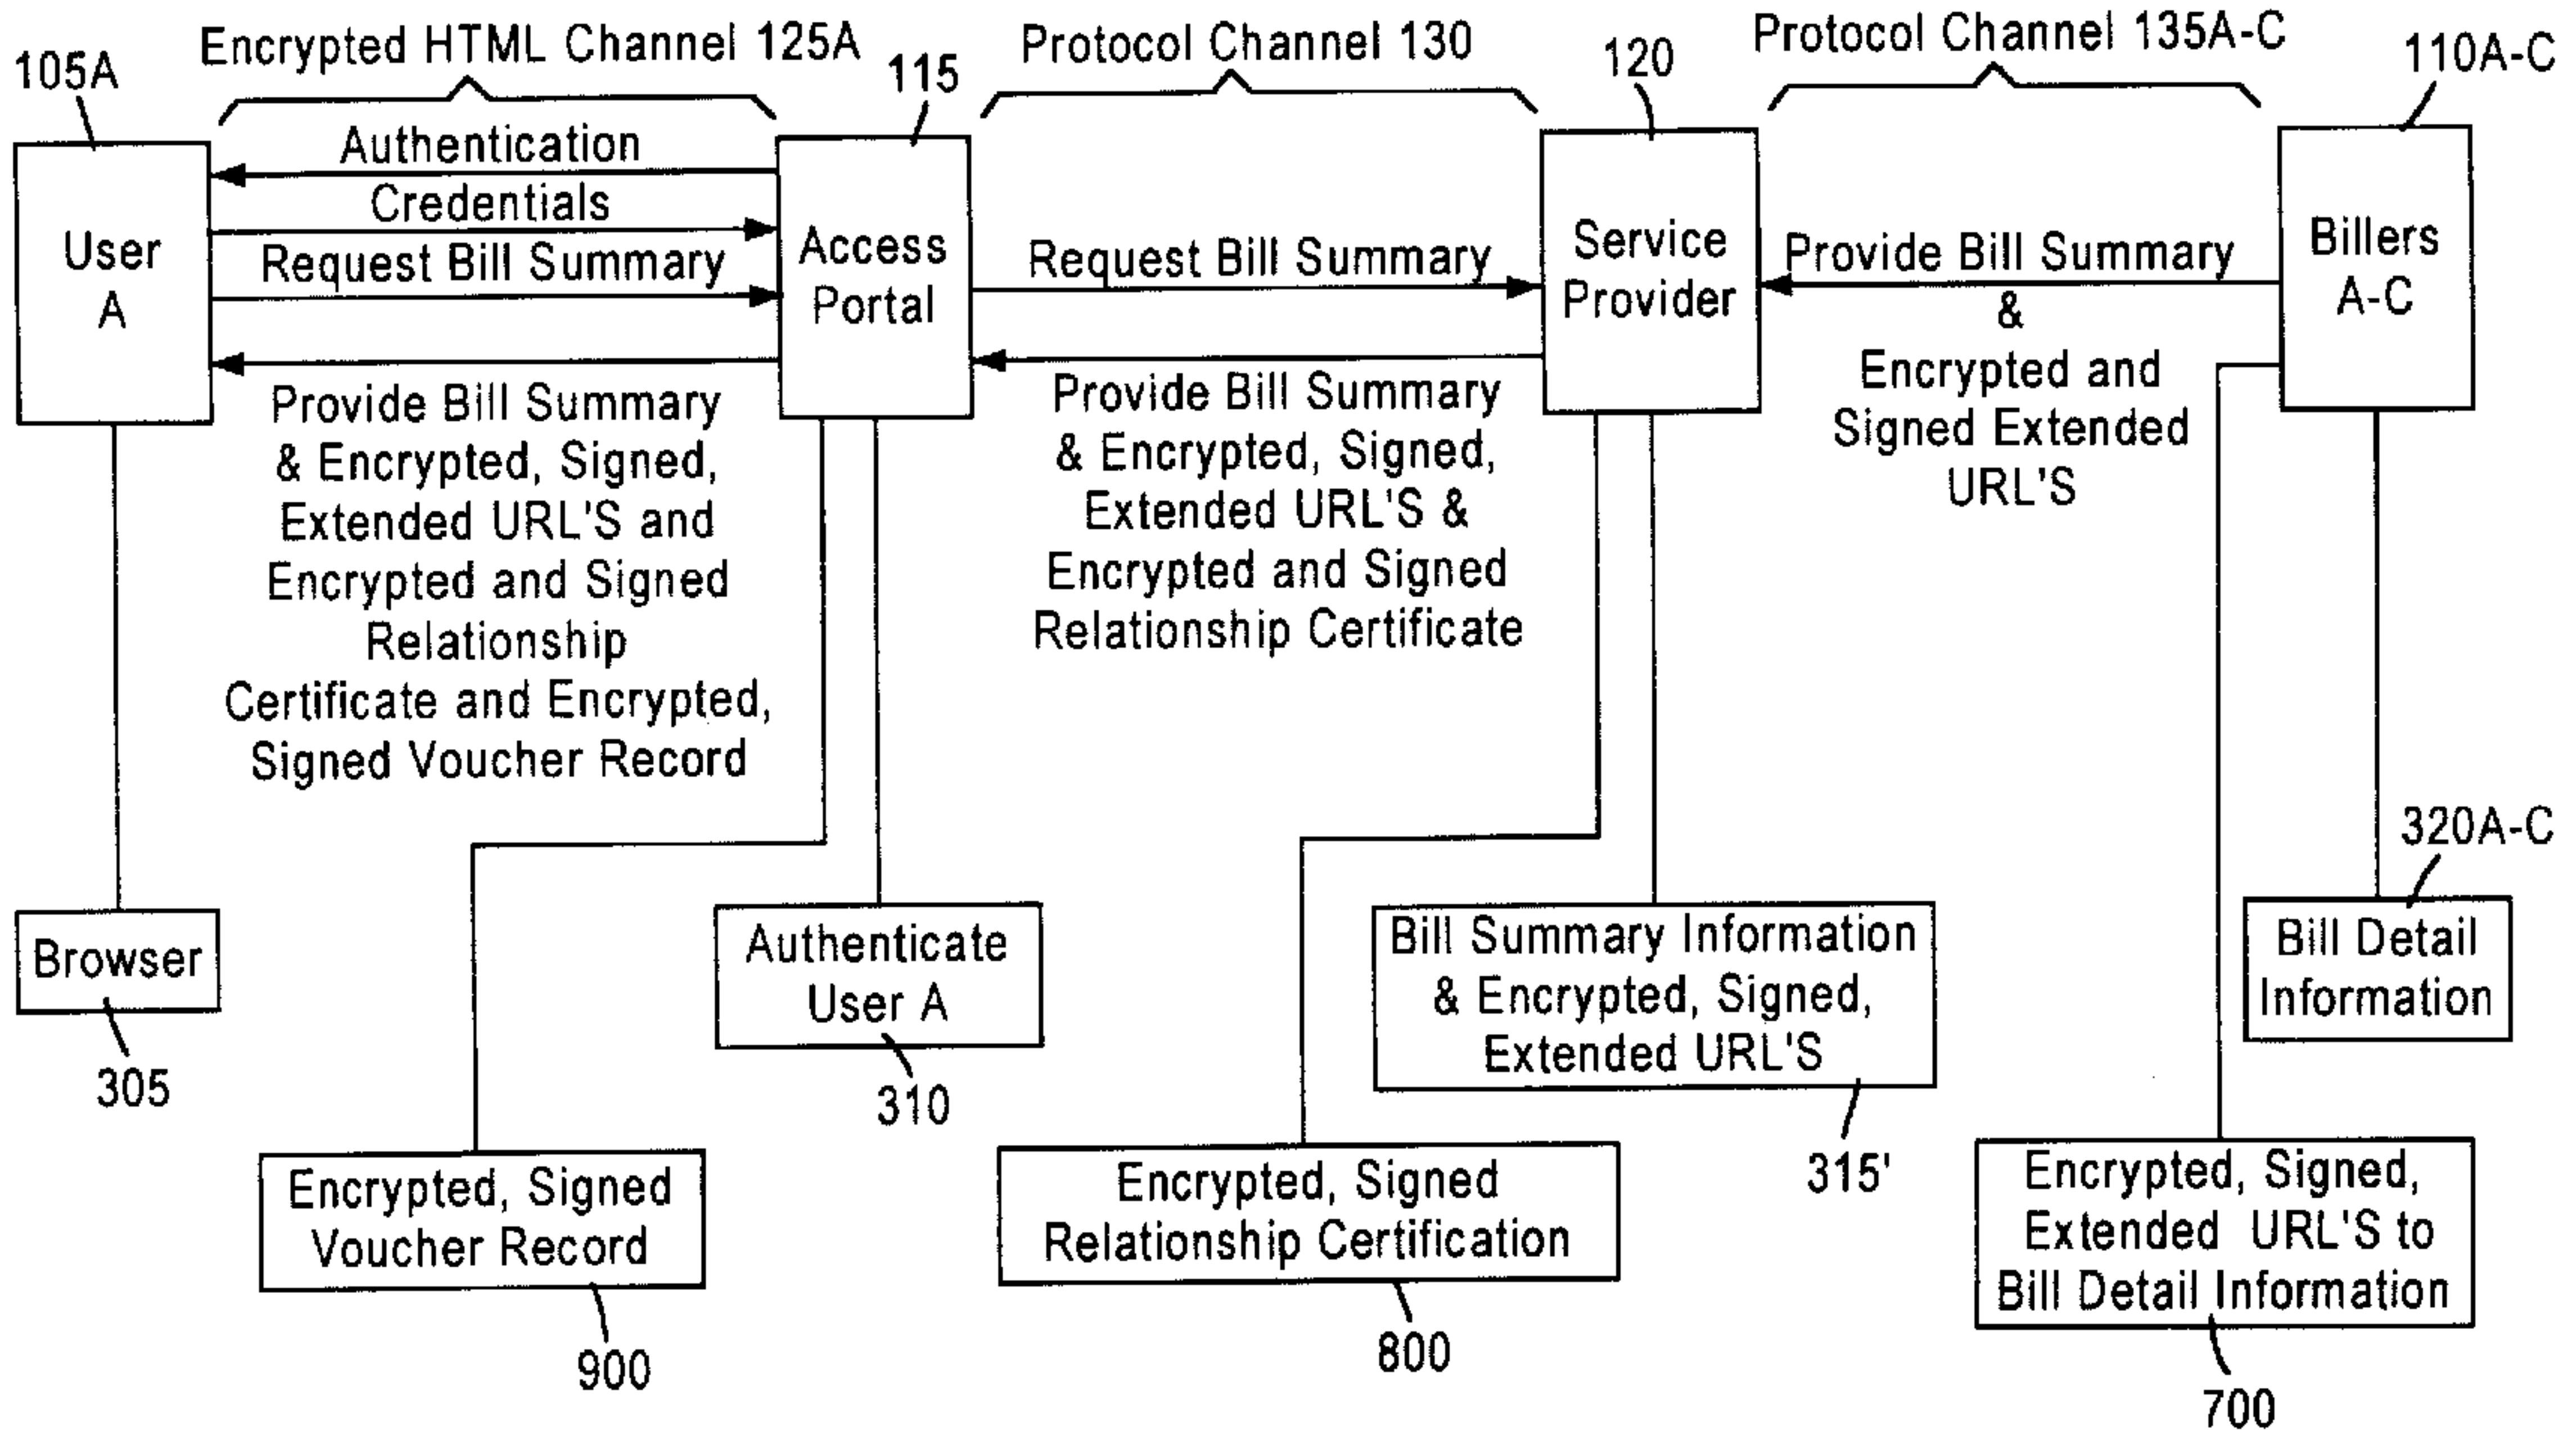 Encrypted HTML Channel 125A
Protocol Channel 130
Protocol Channel 135A-C
105A
115
120
110A-C
User
A
Authentication
Credentials
Request Bill Summary
Provide Bill Summary
& Encrypted, Signed,
Extended URL'S and
Encrypted and Signed
Relationship
Certificate and Encrypted,
Signed Voucher Record
Access
Portal
Request Bill Summary
Provide Bill Summary
& Encrypted, Signed,
Extended URL'S &
Encrypted and Signed
Relationship Certificate
Service
Provider
Provide Bill Summary
&
Encrypted and
Signed Extended
URL'S
Billers
A-C
320A-C
Browser
305
Authenticate
User A
310
Bill Summary Information
& Encrypted, Signed,
Extended URL'S
315'
Bill Detail
Information
Encrypted, Signed
Voucher Record
900
Encrypted, Signed
Relationship Certification
800
Encrypted, Signed,
Extended URL'S to
Bill Detail Information
700